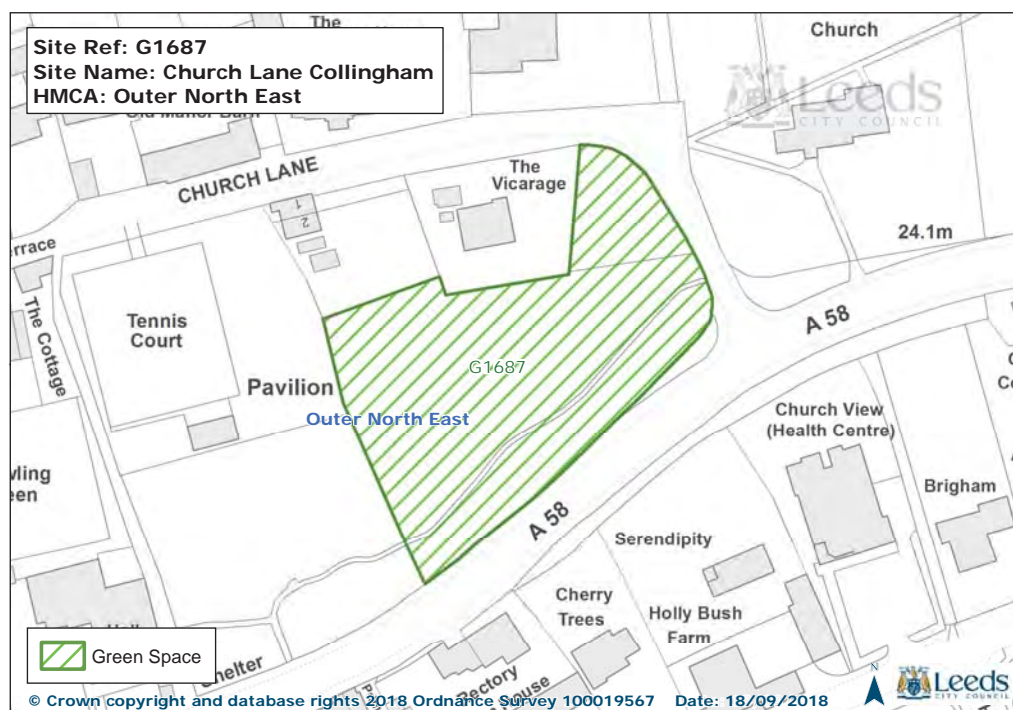 Site Ref: G1687
Site Name: Church Lane Collingham
HMCA: Outer North East
The
Church
Leeds
CITY COUNCIL
CHURCH LANE
The
Vicarage
1
2
24.1m
The Cottage
Tennis
Court
Pavilion
G1687
Outer North East
A 58
A 58
Church View
(Health Centre)
Brigham
Serendipity
Cherry
Trees
Holly Bush
Farm
Rectory
Green Space
© Crown copyright and database rights 2018 Ordnance Survey 100019567 Date: 18/09/2018
N
Leeds
CITY COUNCIL